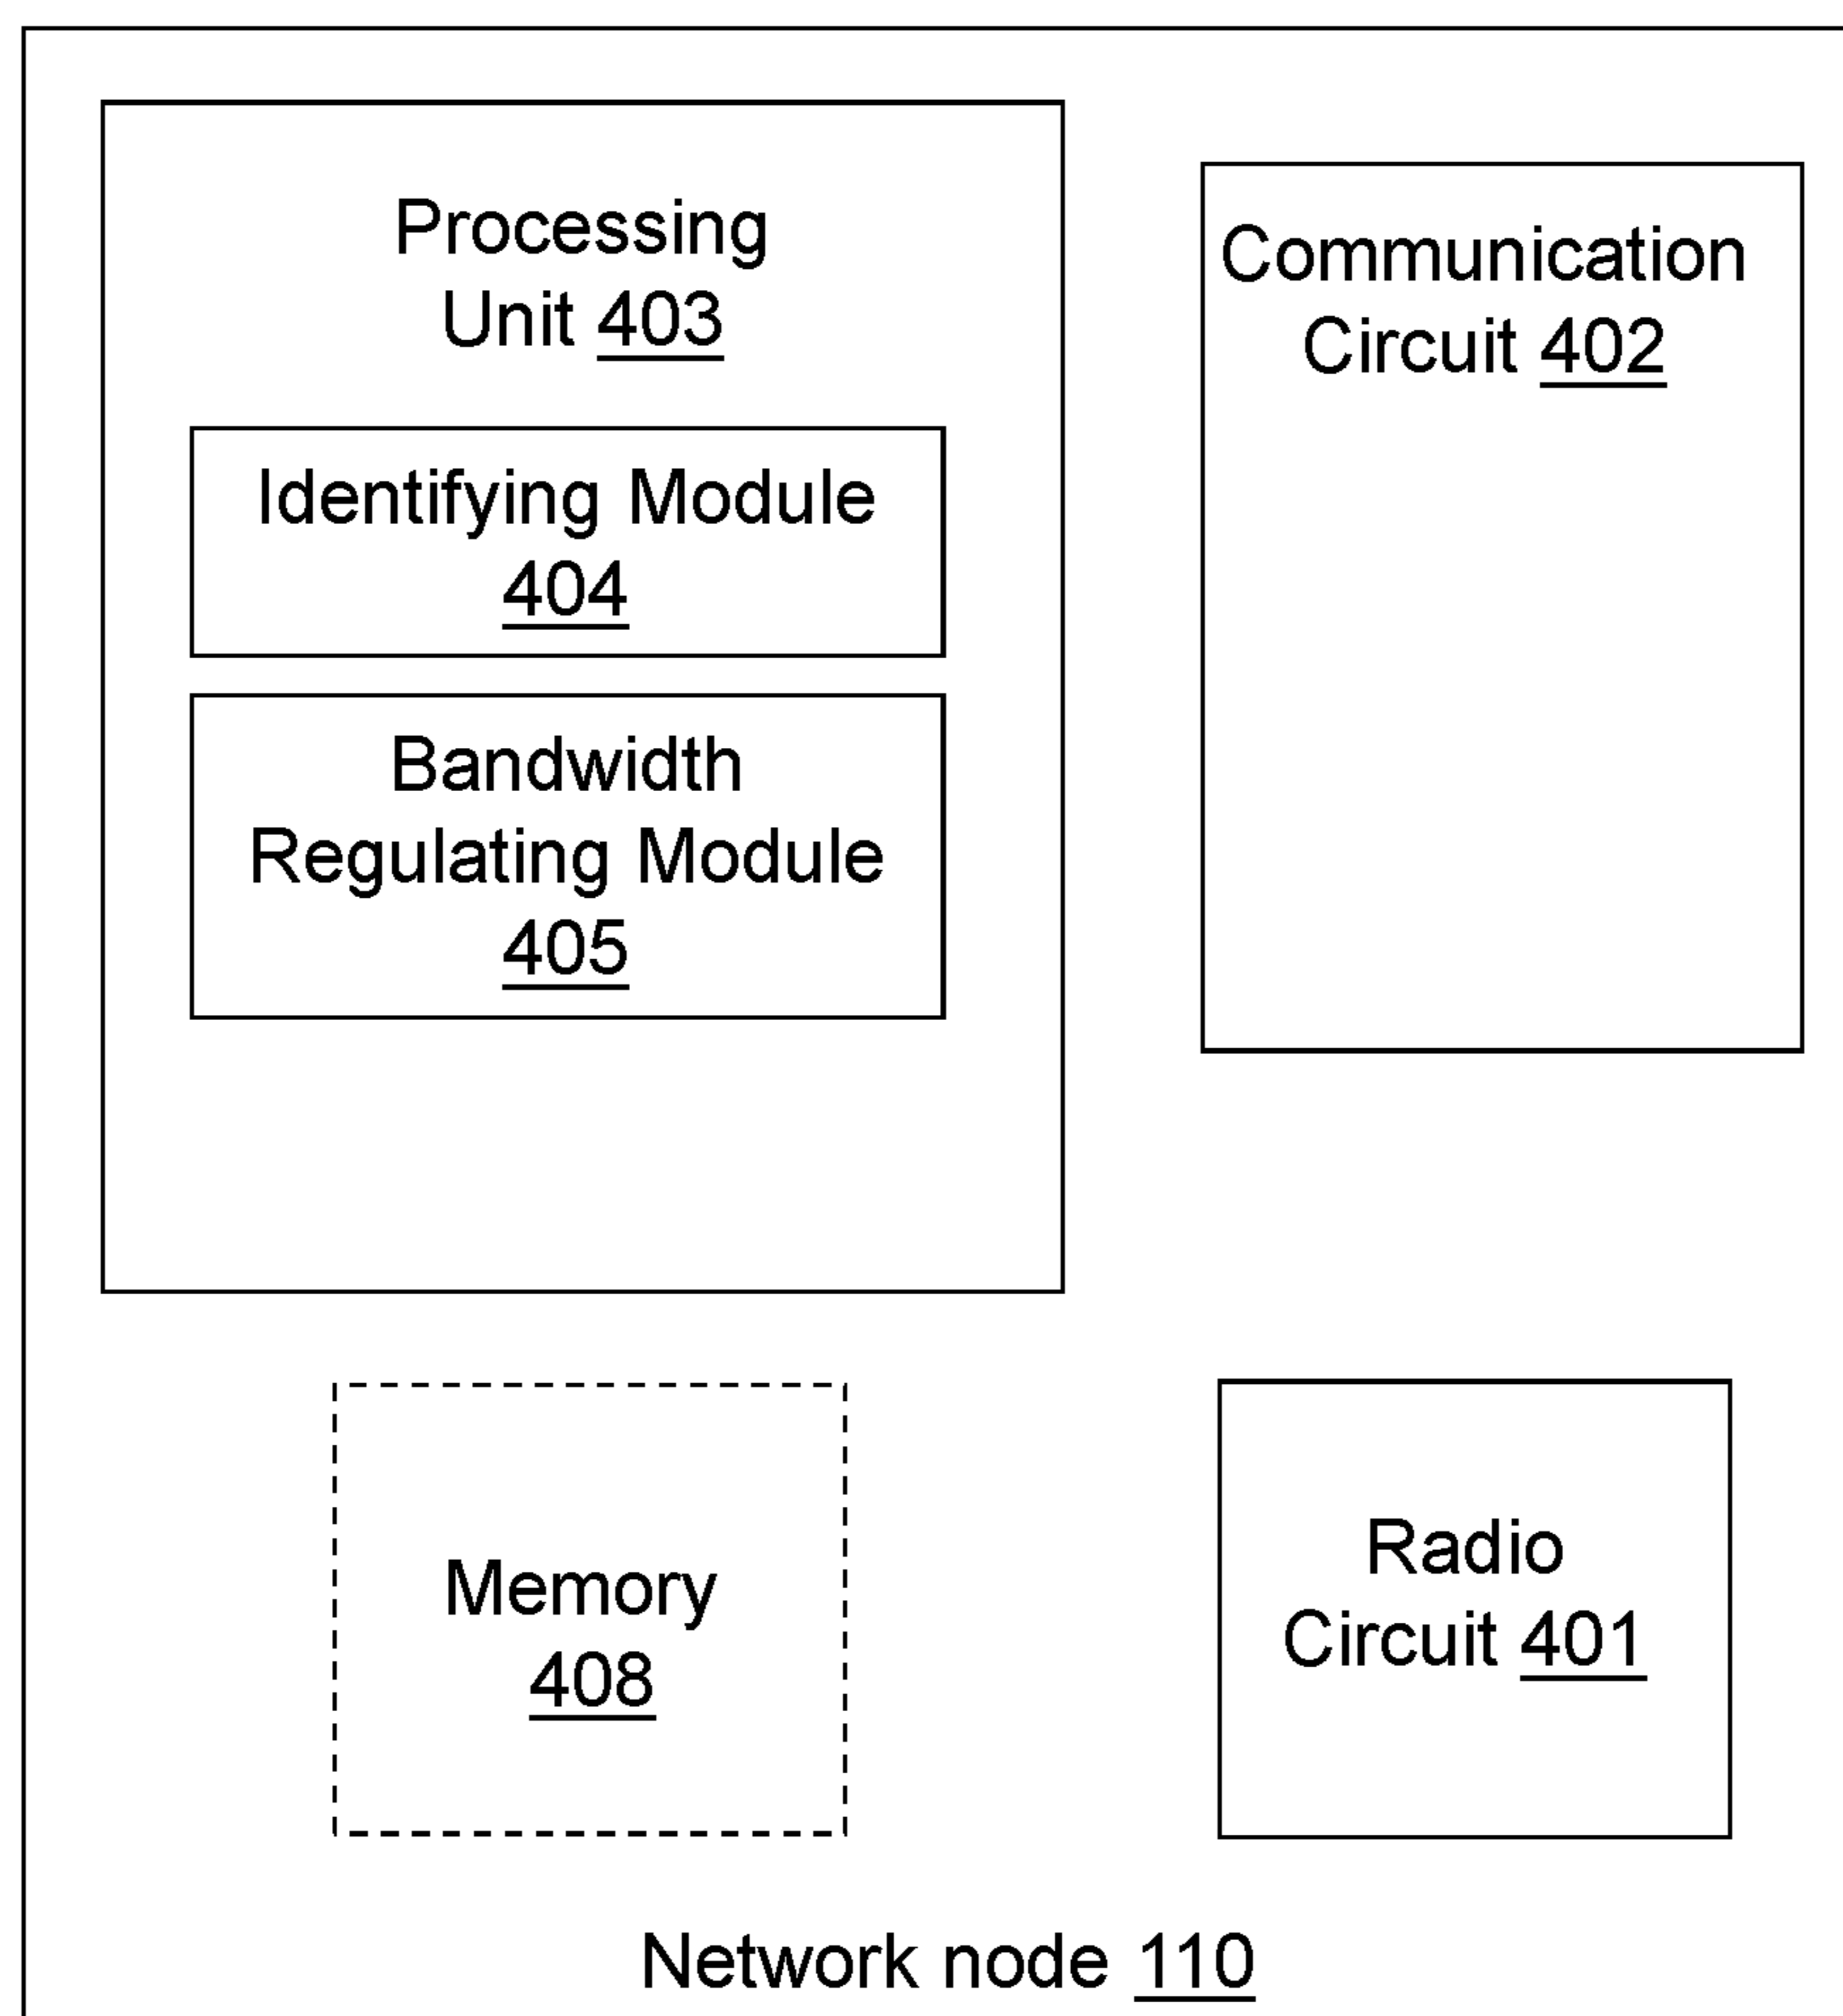 Processing
Unit 403
Identifying Module
404
Bandwidth
Regulating Module
405
Communication
Circuit 402
Memory
408
Radio
Circuit 401
Network node 110